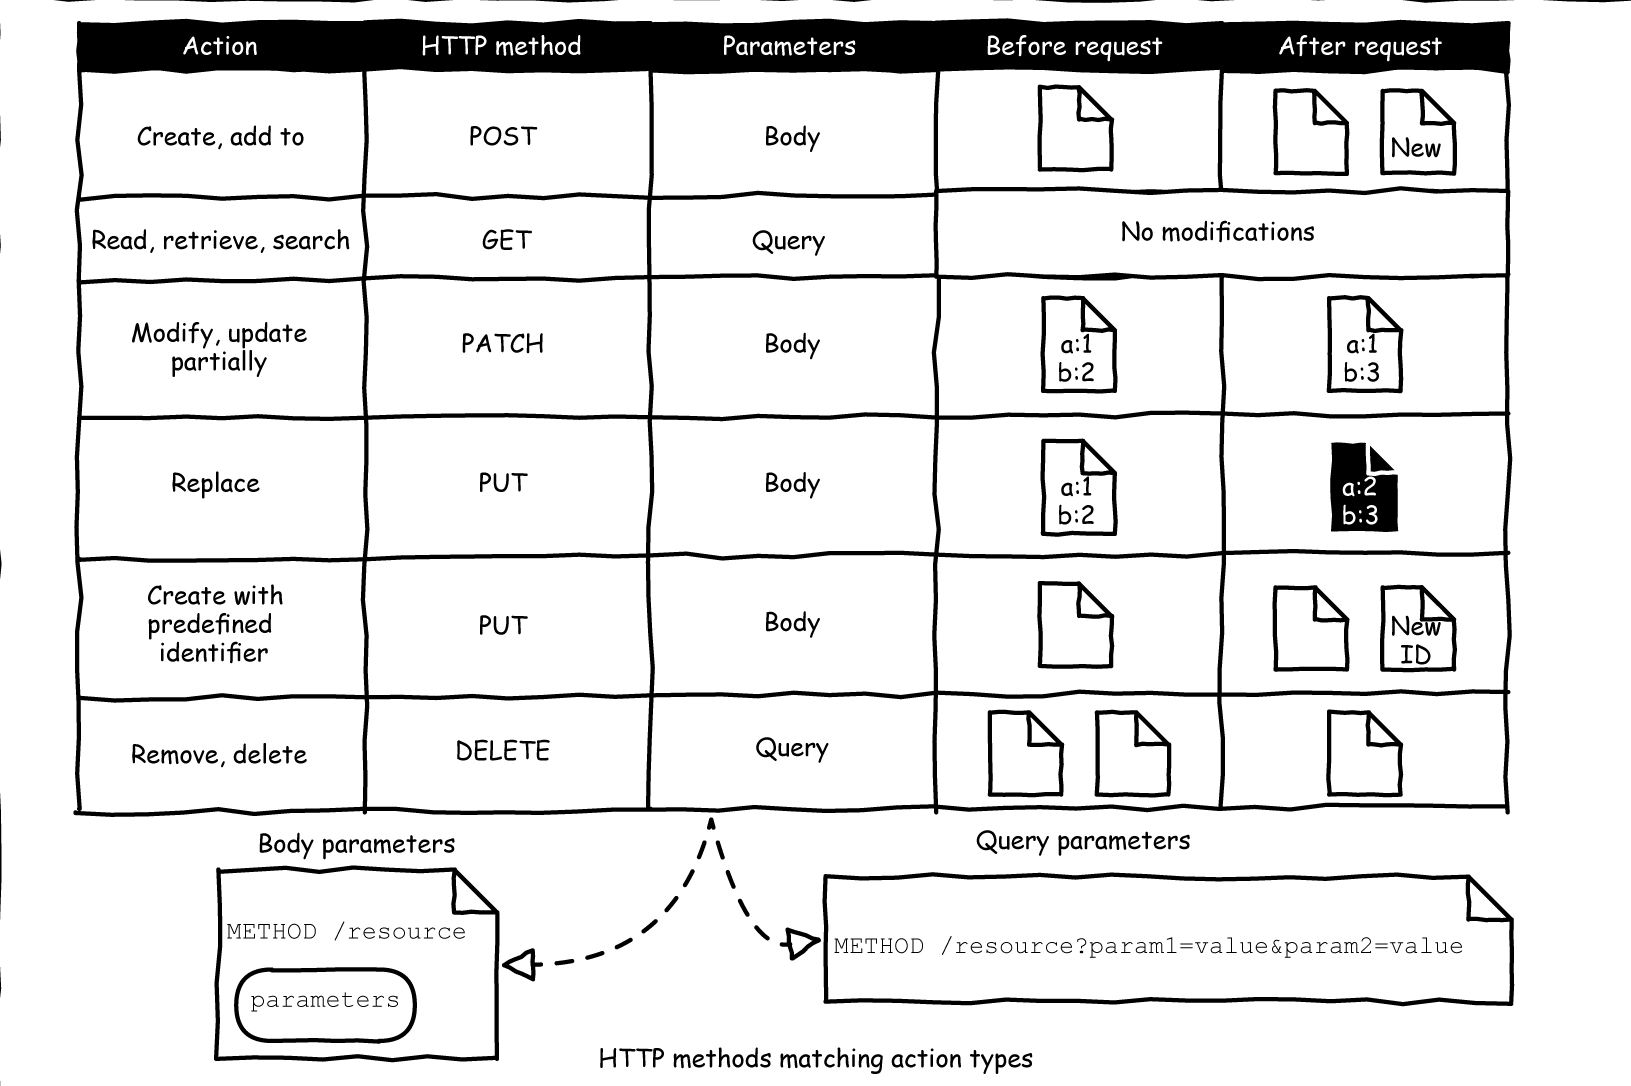 Action HTTP method Parameters Before request After request
Create, add to POST Body New
Read, retrieve, search GET Query No modifications
Modify, update
partially
PATCH Body
a:1
b:2
a:1
b:3
Replace PUT Body
a:1
b:2
a:2
b:3
Create with
predefined
identifier
PUT Body
New
ID
Remove, delete DELETE Query
Body parameters
METHOD /resource
parameters
Query parameters
METHOD /resource?param1=value&param2=value
HTTP methods matching action types